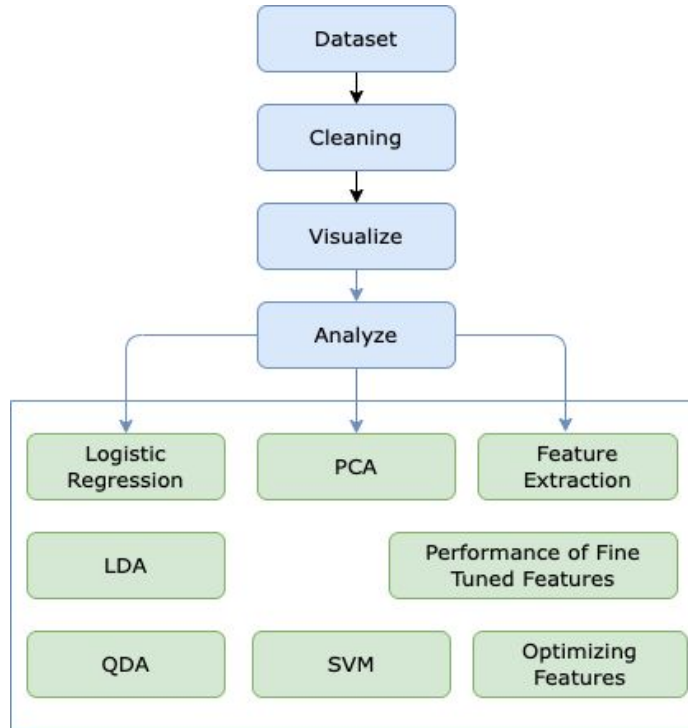 Dataset
Cleaning
Visualize
Analyze
Logistic
Regression
PCA
Feature
Extraction
LDA
Performance of Fine
Tuned Features
QDA
SVM
Optimizing
Features